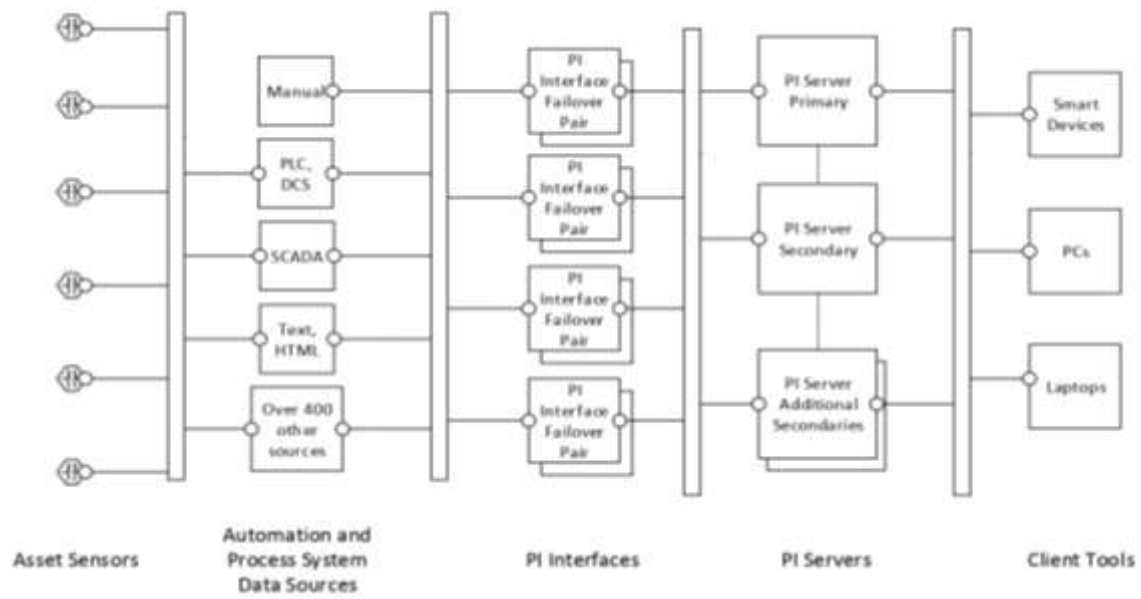 Manual
PLC,
DCS
SCADA
Text,
HTML
Over 400
other
sources
PI
Interface
Failover
Pair
PI
Interface
Failover
Pair
PI
Interface
Failover
Pair
PI
Interface
Failover
Pair
PI Server
Primary
PI Server
Secondary
PI Server
Additional
Secondaries
Smart
Devices
PCs
Laptops
Asset Sensors
Automation and
Process System
Data Sources
PI Interfaces
PI Servers
Client Tools